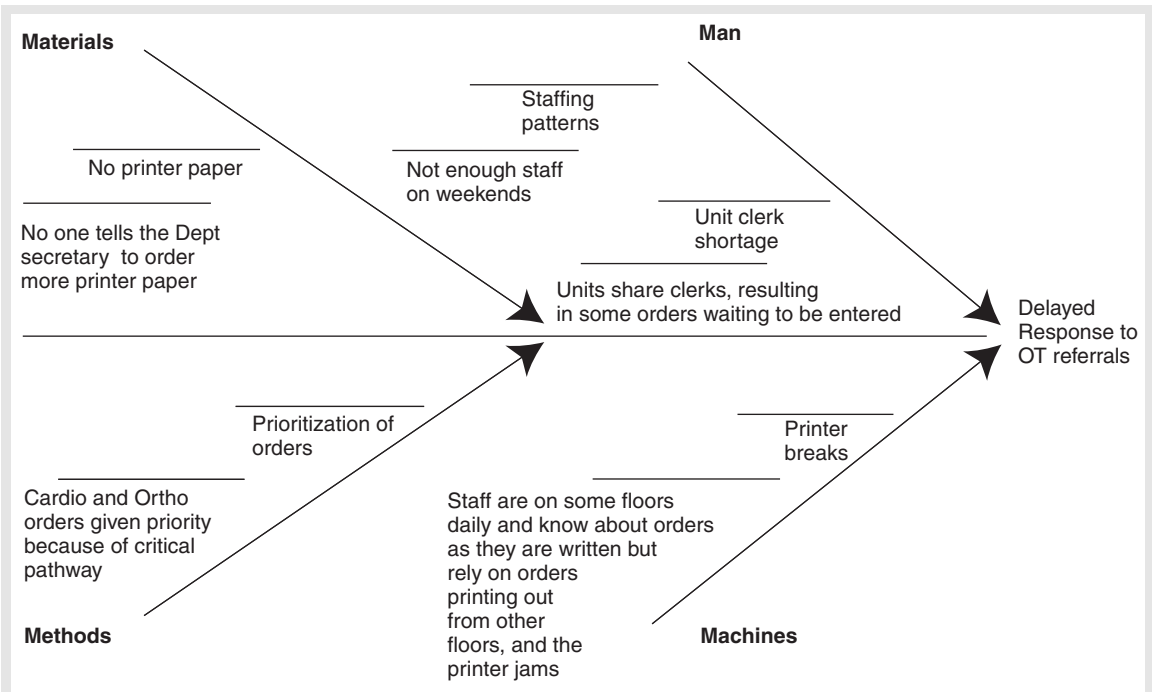 Materials
Man
Staffing
patterns
No printer paper
Not enough staff
on weekends
No one tells the Dept
secretary  to order
more printer paper
Unit clerk
shortage
Units share clerks, resulting
in some orders waiting to be entered
Delayed
Response to
OT referrals
Prioritization of
orders
Printer
breaks
Cardio and Ortho
orders given priority
because of critical
pathway
Staff are on some floors
daily and know about orders
as they are written but
rely on orders
printing out
from other
floors, and the
printer jams
Methods
Machines